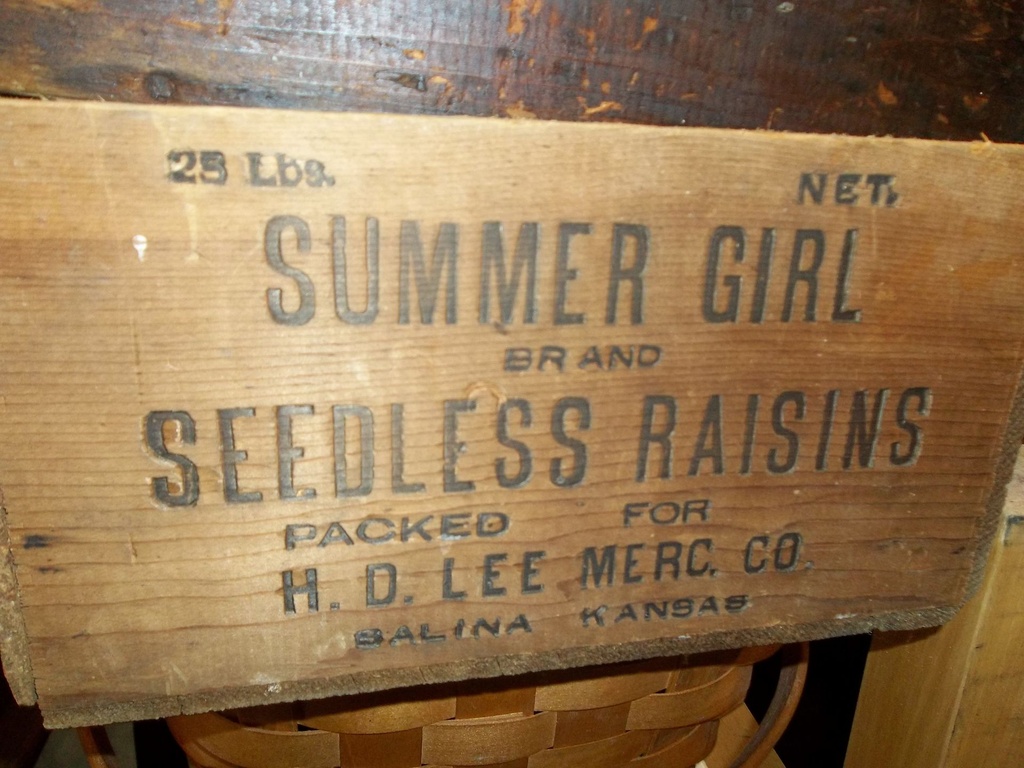 25 Lbs. NET.
SUMMER GIRL
BRAND
SEEDLESS RAISINS
PACKED FOR
H. D. LEE MERC. CO.
SALINA KANSAS